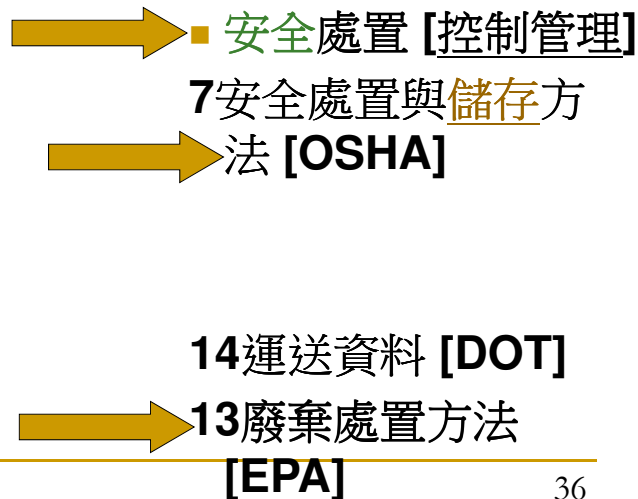 ▪ 安全處置 [控制管理]
7安全處置與儲存方
法 [OSHA]
14運送資料 [DOT]
13廢棄處置方法
[EPA]
36